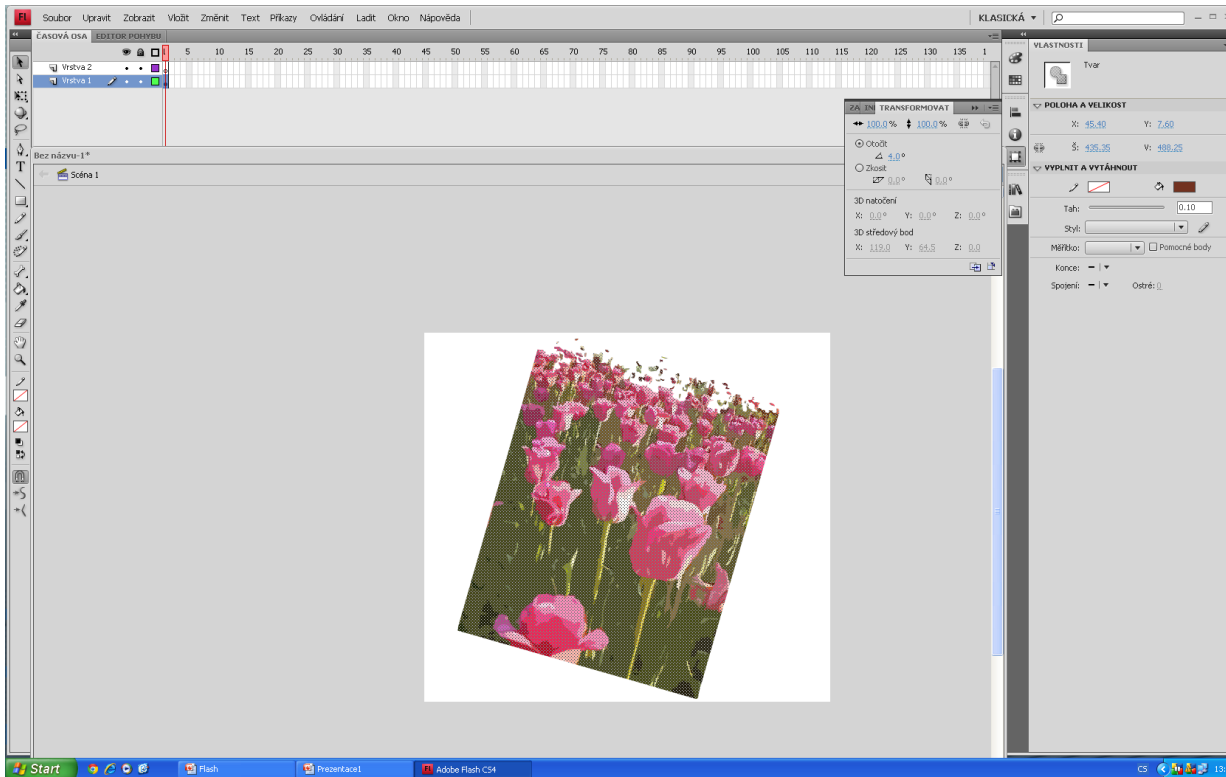 FL Soubor Upravit Zobrazit Vložit Změnit Text Příkazy Ovládání Ladit Okno Nápověda KLASICKÁ
ČASOVÁ OSA EDITOR POHYBU
5 10 15 20 25 30 35 40 45 50 55 60 65 70 75 80 85 90 95 100 105 110 115 120 125 130 135 1
Vrstva 2
Vrstva 1
Bez názvu-1*
Scéna 1
ZA INI TRANSFORMOVAT
100.0 % 100.0 %
Otočit
4.0 °
Zkosit
0.0 ° 0.0 °
3D natočení
X: 0.0 ° Y: 0.0 ° Z: 0.0 °
3D středový bod
X: 119.0 Y: 64.5 Z: 0.0
VLASTNOSTI
Tvar
POLOHA A VELIKOST
X: 45.40 Y: 7.60
Š: 435.35 V: 488.25
VYPLNIT A VYTÁHNOUT
Tah: 0.10
Styl:
Měřítko: Pomocné body
Konce:
Spojení: Ostré: 0
Start Flash Prezentace1 FL Adobe Flash CS4 CS 13: